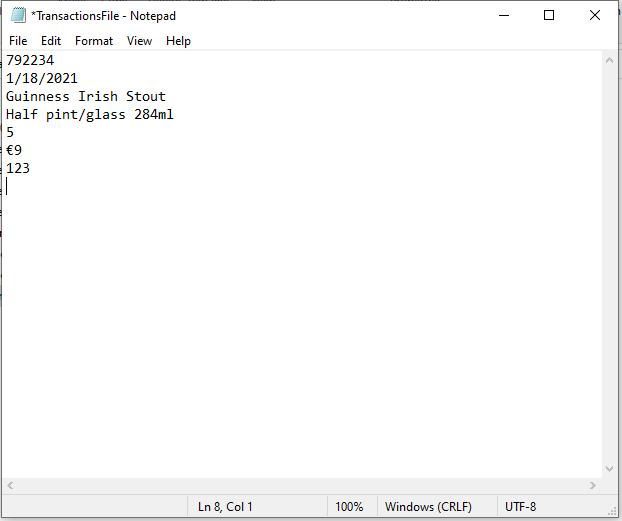 *TransactionsFile - Notepad
File Edit Format View Help
792234
1/18/2021
Guinness Irish Stout
Half pint/glass 284ml
5
€9
123
Ln 8, Col 1 100% Windows (CRLF) UTF-8